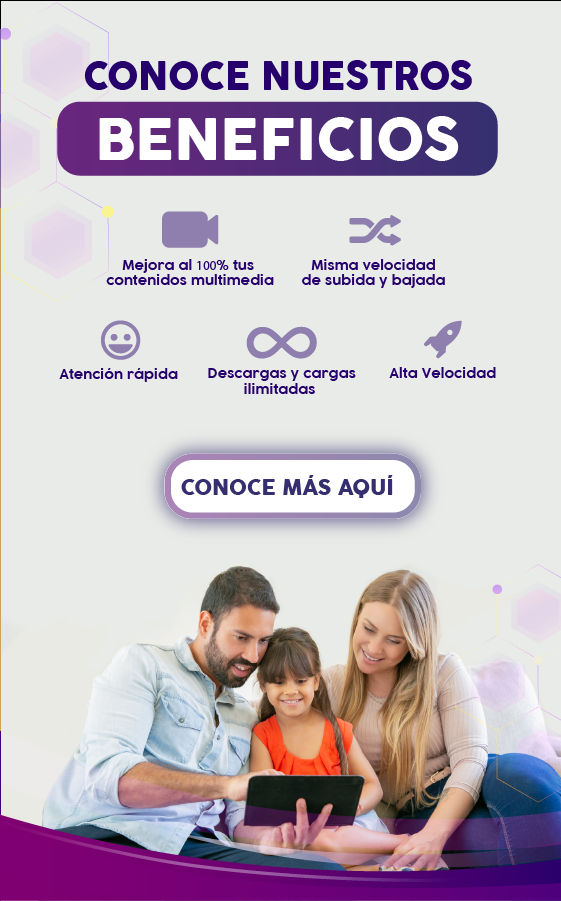 CONOCE NUESTROS
BENEFICIOS
Mejora al 100% tus
contenidos multimedia
Misma velocidad
de subida y bajada
Atención rápida
Descargas y cargas
ilimitadas
Alta Velocidad
CONOCE MÁS AQUÍ